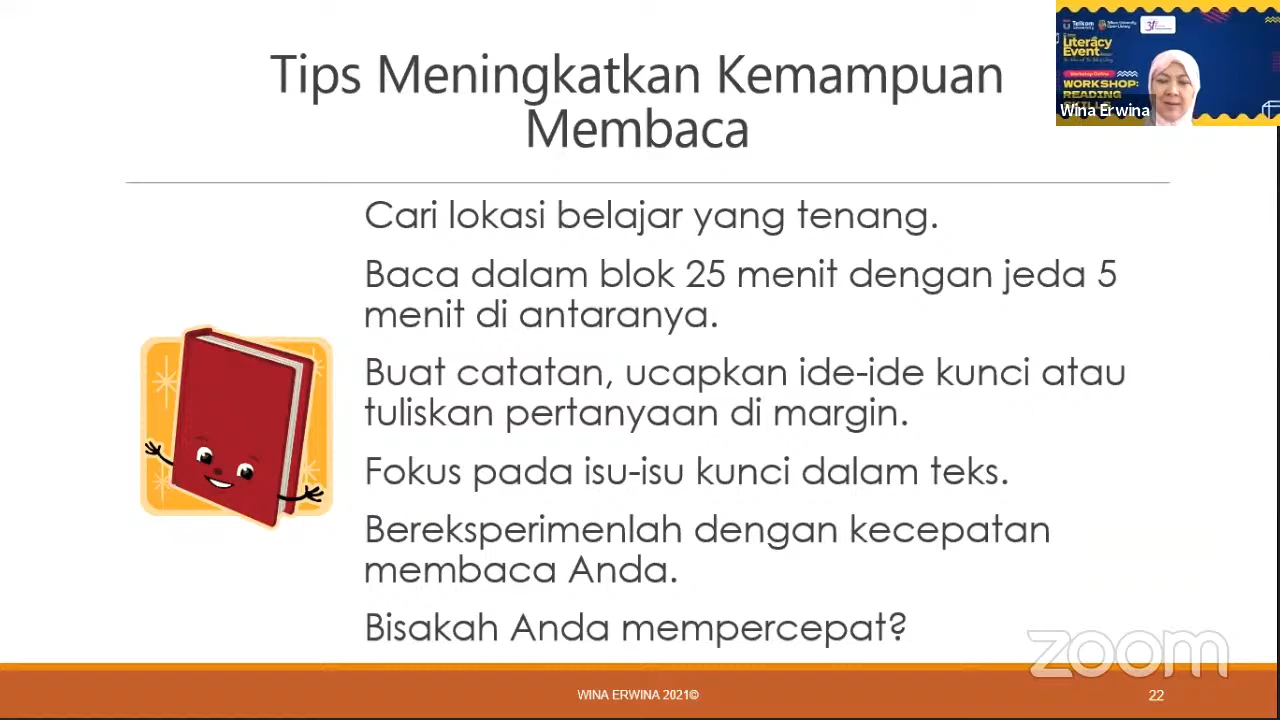 Tips Meningkatkan Kemampuan
Membaca
Cari lokasi belajar yang tenang.
Baca dalam blok 25 menit dengan jeda 5
menit di antaranya.
Buat catatan, ucapkan ide-ide kunci atau
tuliskan pertanyaan di margin.
Fokus pada isu-isu kunci dalam teks.
Bereksperimenlah dengan kecepatan
membaca Anda.
Bisakah Anda mempercepat?
WINA ERWINA 2021©
22
zoom
Telkom
University
Literacy
Event
WORKSHOP:
READING
Wina Erwina